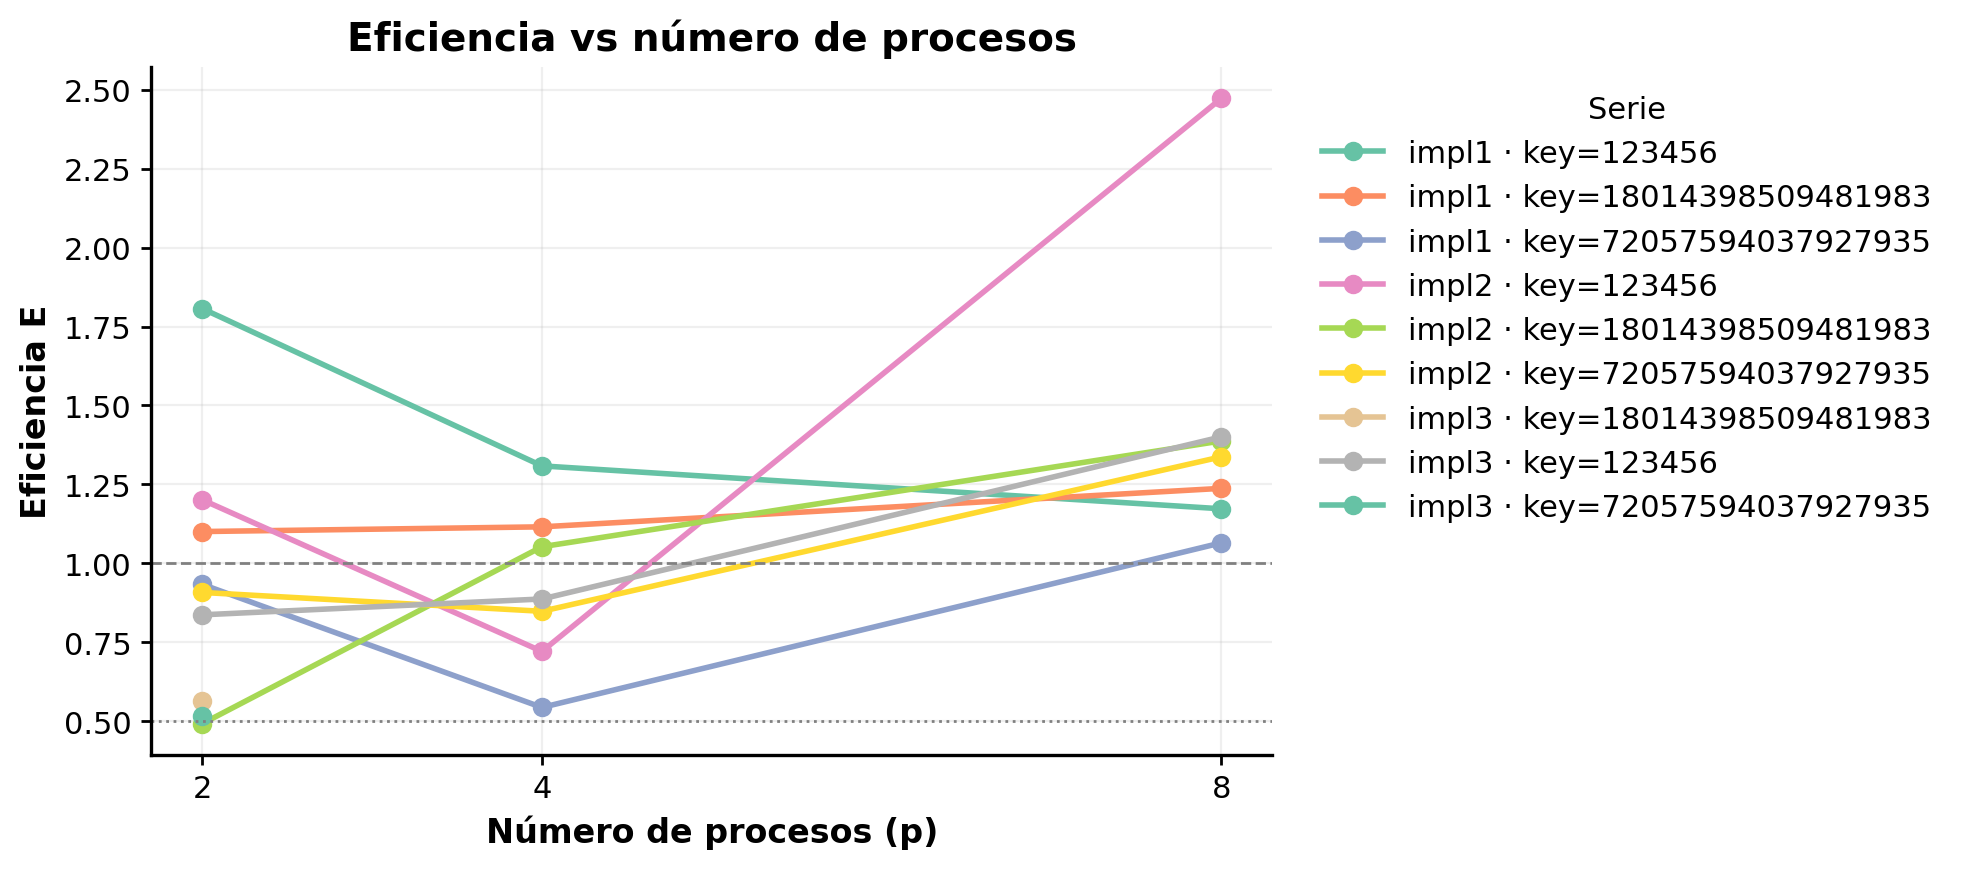 Eficiencia vs número de procesos
Eficiencia E
2.50
2.25
2.00
1.75
1.50
1.25
1.00
0.75
0.50
2 4 8
Número de procesos (p)
Serie
impl1 · key=123456
impl1 · key=18014398509481983
impl1 · key=72057594037927935
impl2 · key=123456
impl2 · key=18014398509481983
impl2 · key=72057594037927935
impl3 · key=18014398509481983
impl3 · key=123456
impl3 · key=72057594037927935